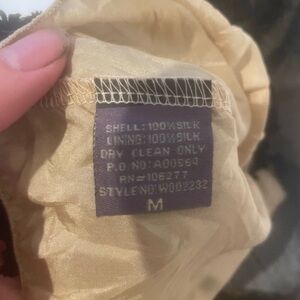 SHELL: 100%SILK
LINING: 100%SILK
DRY CLEAN ONLY
P.O NO: A00564
RN=106277
STYLE NO: W002232
M